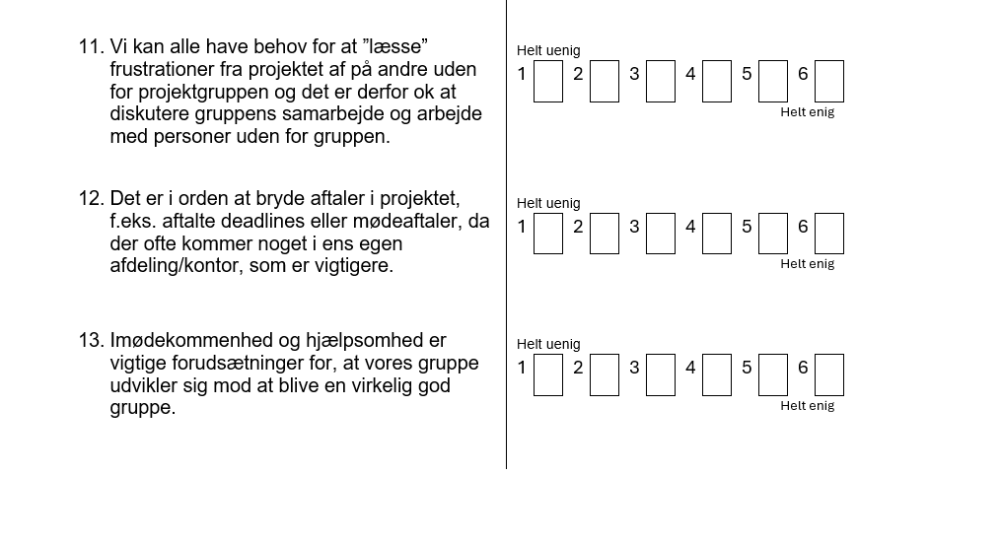 11. Vi kan alle have behov for at ”læsse”
frustrationer fra projektet af på andre uden
for projektgruppen og det er derfor ok at
diskutere gruppens samarbejde og arbejde
med personer uden for gruppen.
Helt uenig
1 2 3 4 5 6
Helt enig
12. Det er i orden at bryde aftaler i projektet,
f.eks. aftalte deadlines eller mødeaftaler, da
der ofte kommer noget i ens egen
afdeling/kontor, som er vigtigere.
Helt uenig
1 2 3 4 5 6
Helt enig
13. Imødekommenhed og hjælpsomhed er
vigtige forudsætninger for, at vores gruppe
udvikler sig mod at blive en virkelig god
gruppe.
Helt uenig
1 2 3 4 5 6
Helt enig